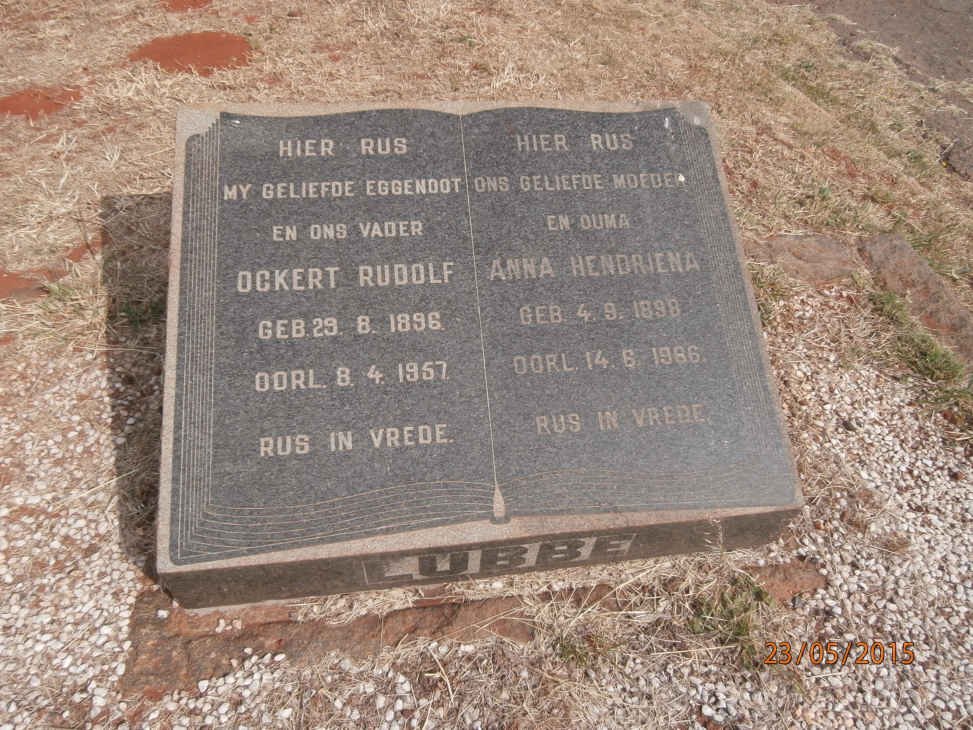 HIER RUS
MY GELIEFDE EGGENOOT
EN ONS VADER
OCKERT RUDOLF
GEB. 29. 8. 1896.
OORL. 8. 4. 1957.
RUS IN VREDE.
HIER RUS
ONS GELIEFDE MOEDER
EN OUMA
ANNA HENDRIENA
GEB. 4. 9. 1898
OORL. 14. 6. 1986.
RUS IN VREDE.
LUBBE
23/05/2015